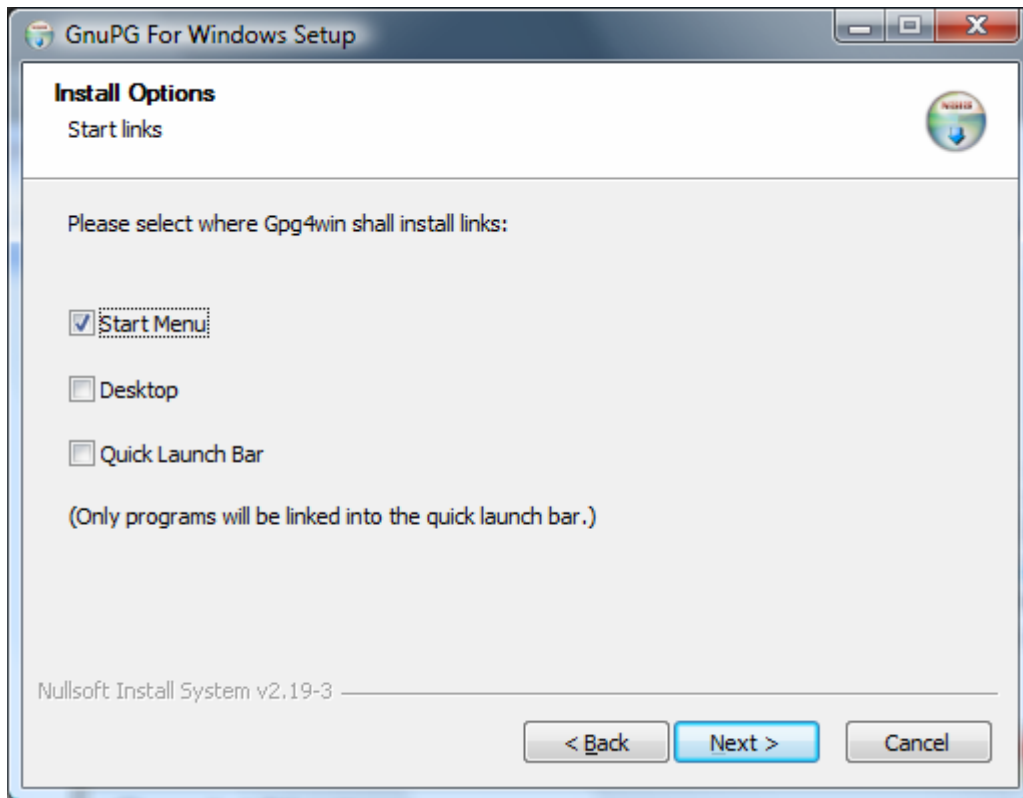 GnuPG For Windows Setup
Install Options
Start links
Please select where Gpg4win shall install links:
Start Menu
Desktop
Quick Launch Bar
(Only programs will be linked into the quick launch bar.)
Nullsoft Install System v2.19-3
< Back Next > Cancel